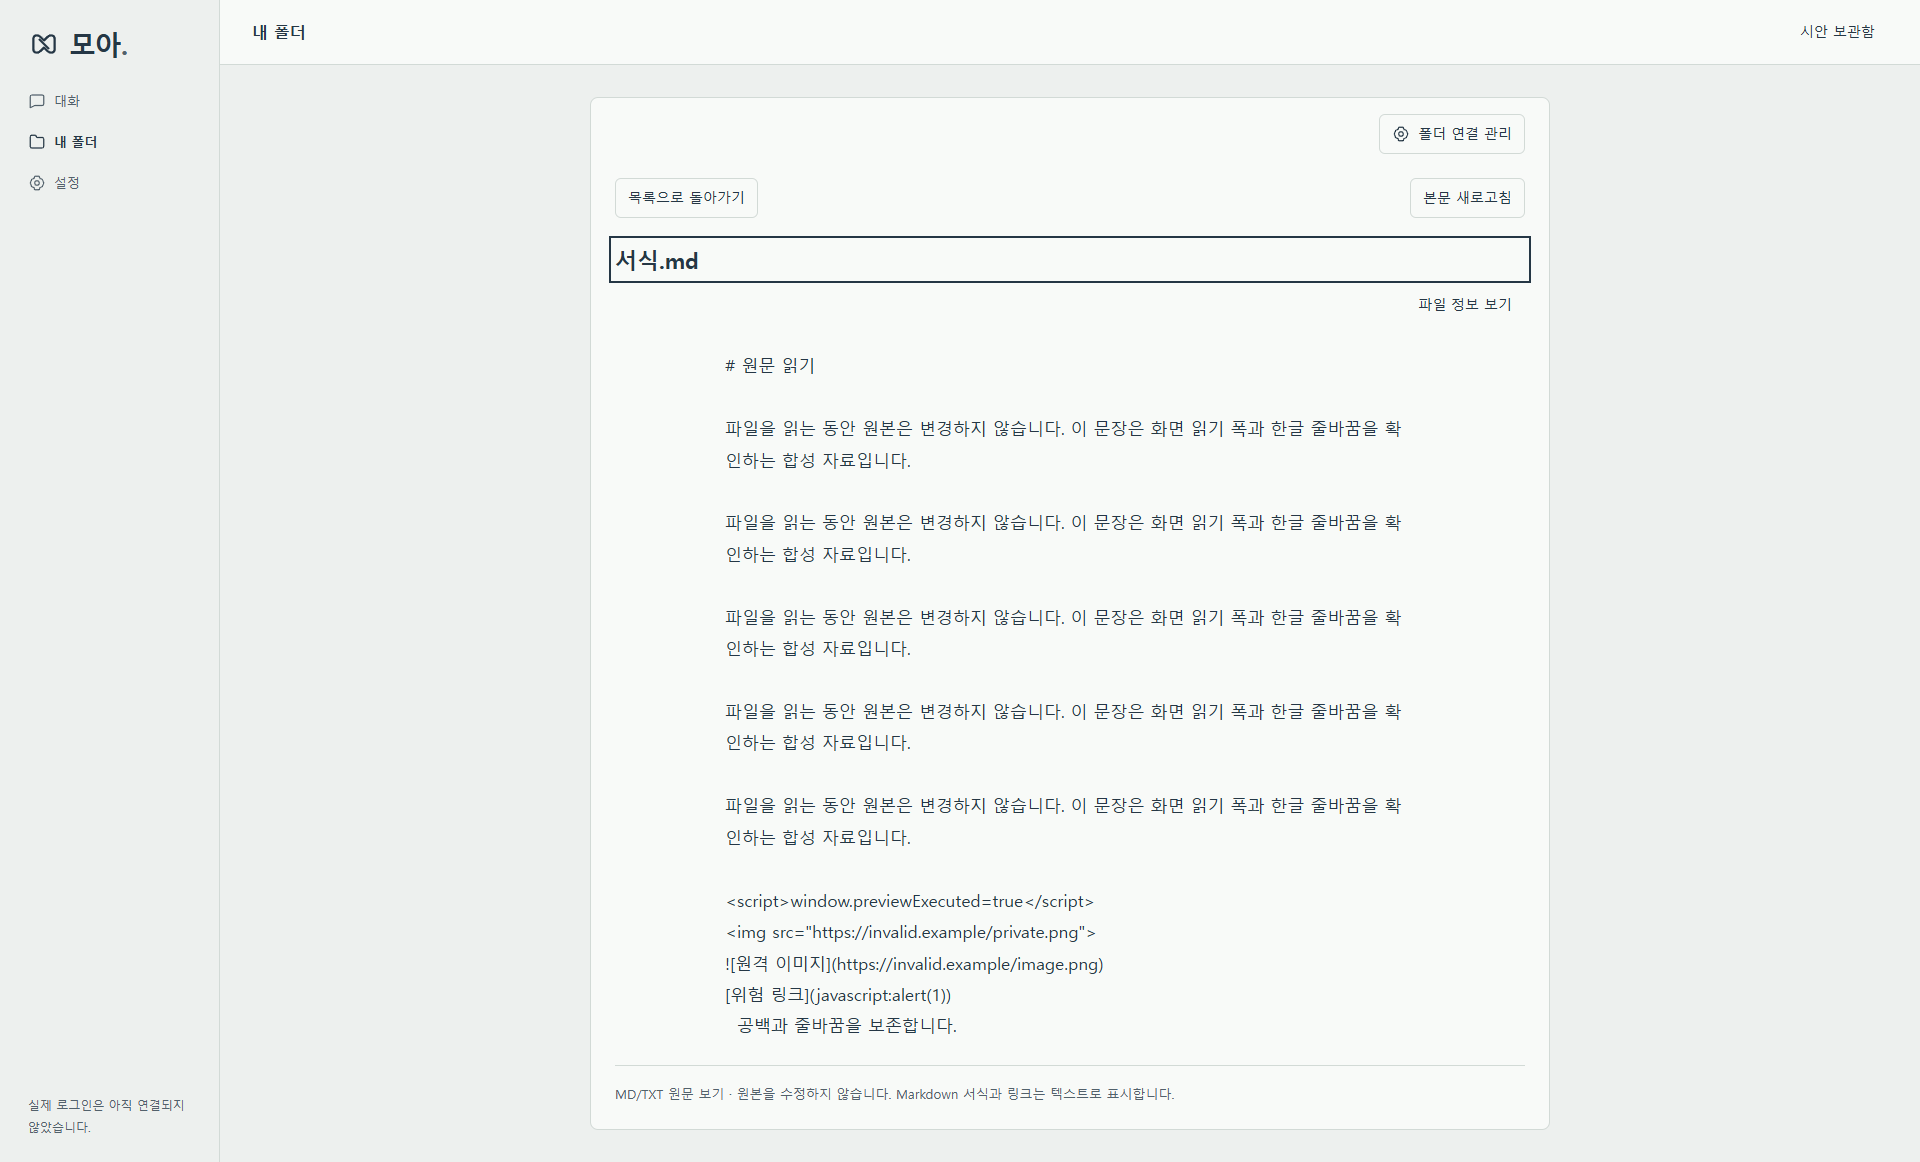 모아.
대화
내 폴더
설정
실제 로그인은 아직 연결되지
않았습니다.
내 폴더
시안 보관함
폴더 연결 관리
목록으로 돌아가기
본문 새로고침
서식.md
파일 정보 보기
# 원문 읽기
파일을 읽는 동안 원본은 변경하지 않습니다. 이 문장은 화면 읽기 폭과 한글 줄바꿈을 확
인하는 합성 자료입니다.
파일을 읽는 동안 원본은 변경하지 않습니다. 이 문장은 화면 읽기 폭과 한글 줄바꿈을 확
인하는 합성 자료입니다.
파일을 읽는 동안 원본은 변경하지 않습니다. 이 문장은 화면 읽기 폭과 한글 줄바꿈을 확
인하는 합성 자료입니다.
파일을 읽는 동안 원본은 변경하지 않습니다. 이 문장은 화면 읽기 폭과 한글 줄바꿈을 확
인하는 합성 자료입니다.
파일을 읽는 동안 원본은 변경하지 않습니다. 이 문장은 화면 읽기 폭과 한글 줄바꿈을 확
인하는 합성 자료입니다.
<script>window.previewExecuted=true</script>
<img src="https://invalid.example/private.png">
![원격 이미지](https://invalid.example/image.png)
[위험 링크](javascript:alert(1))
  공백과 줄바꿈을 보존합니다.
MD/TXT 원문 보기 · 원본을 수정하지 않습니다. Markdown 서식과 링크는 텍스트로 표시합니다.